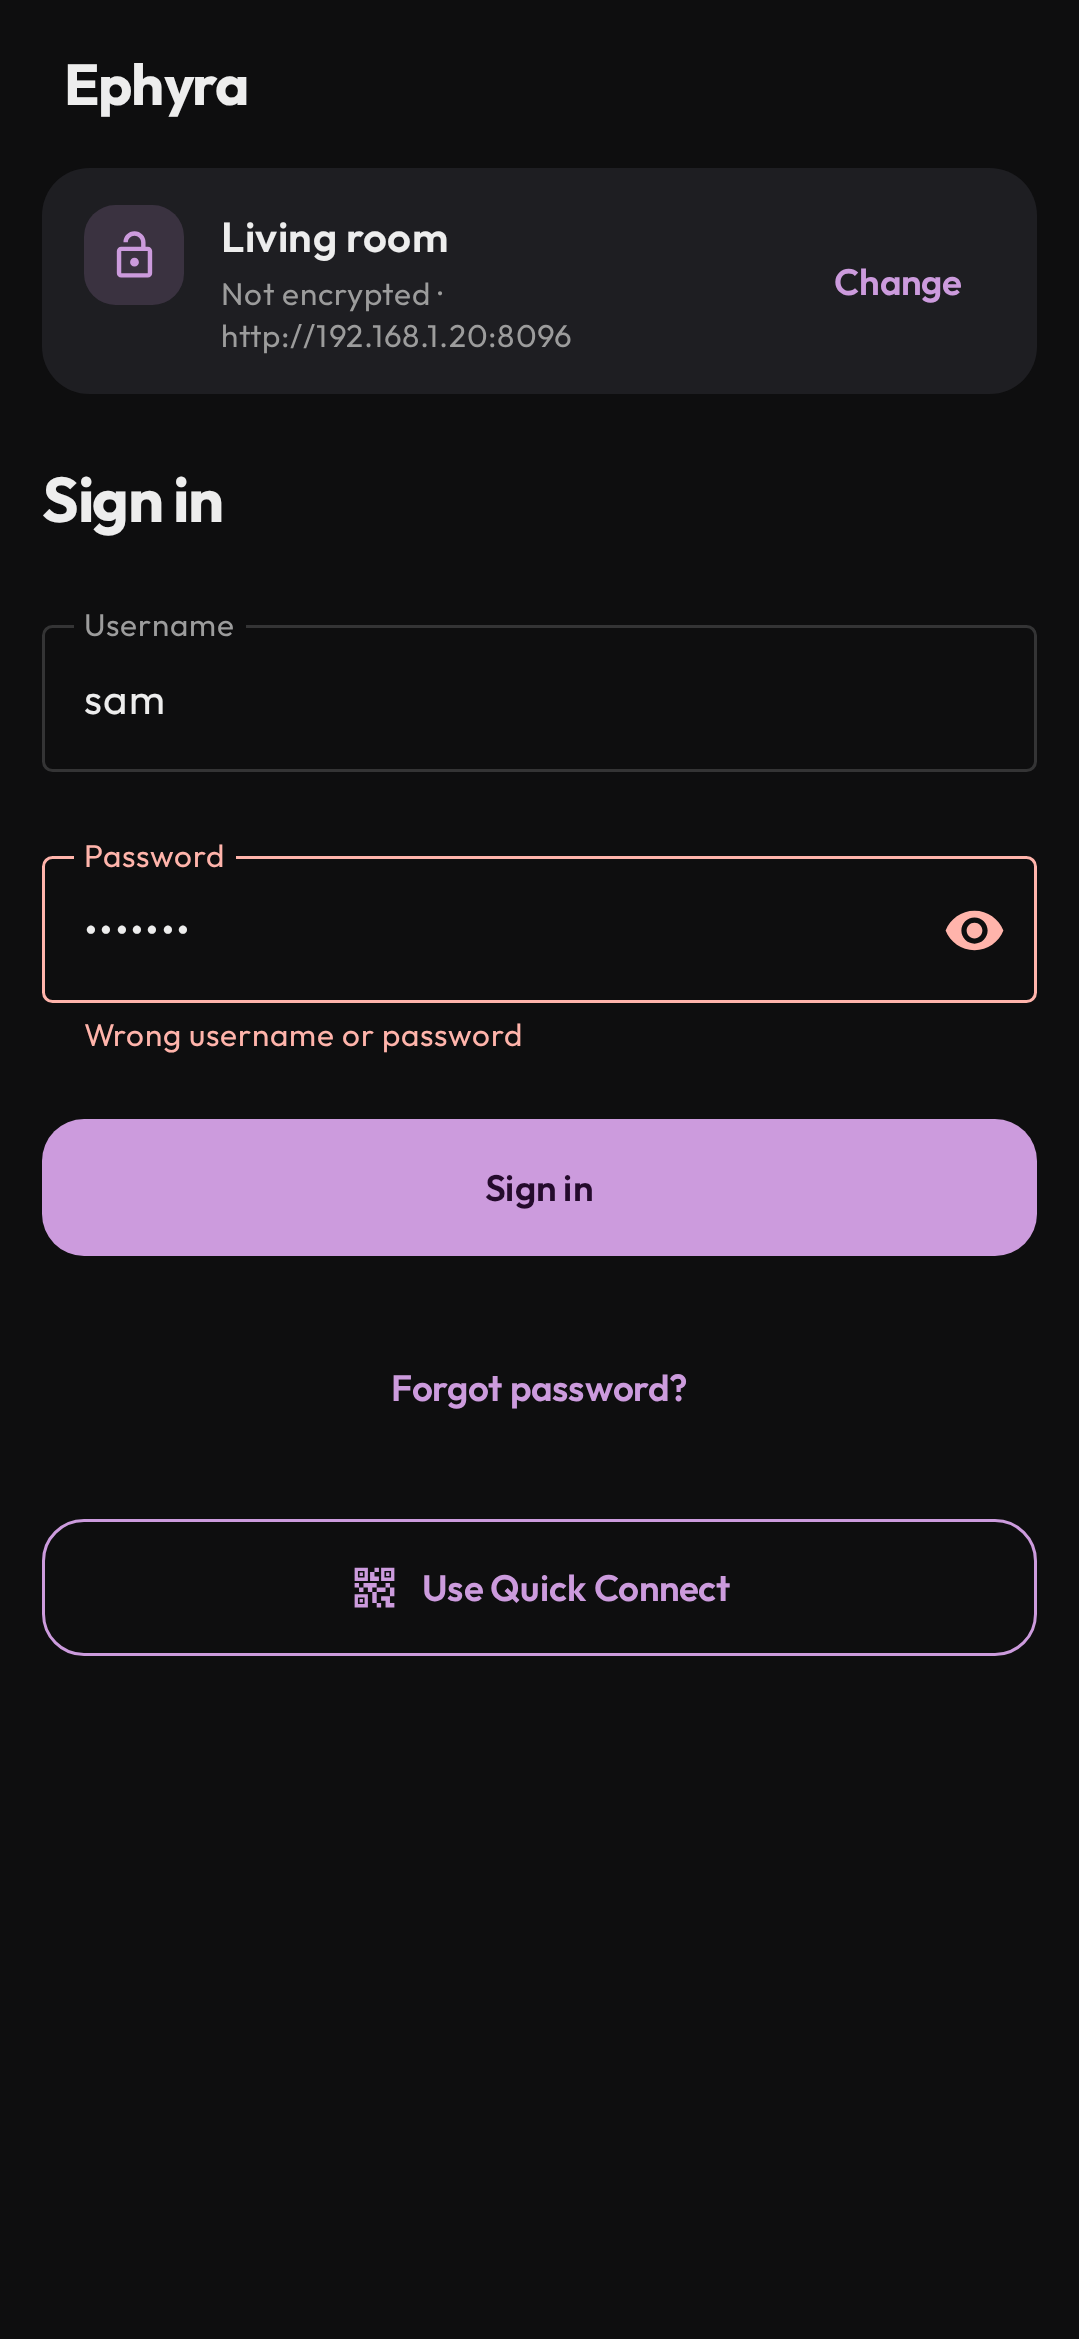 Ephyra
Living room
Not encrypted ·
http://192.168.1.20:8096
Change
Sign in
Username
sam
Password
•••••••
Wrong username or password
Sign in
Forgot password?
Use Quick Connect